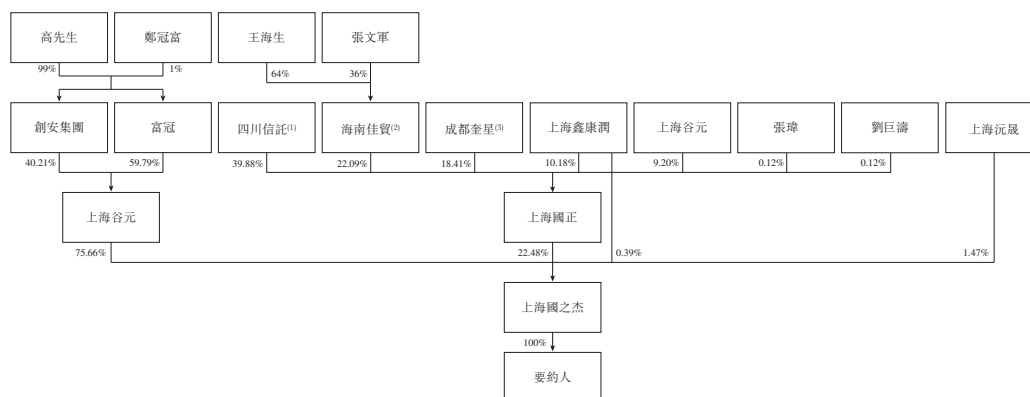 高先生
鄭冠富
王海生
張文軍
99%
1%
64%
36%
創安集團
富冠
四川信託(1)
海南佳貿(2)
成都奎星(3)
上海鑫康潤
上海谷元
張瑋
劉巨濤
上海沅晟
40.21%
59.79%
39.88%
22.09%
18.41%
10.18%
9.20%
0.12%
0.12%
上海谷元
上海國正
75.66%
22.48%
0.39%
1.47%
上海國之杰
100%
要約人